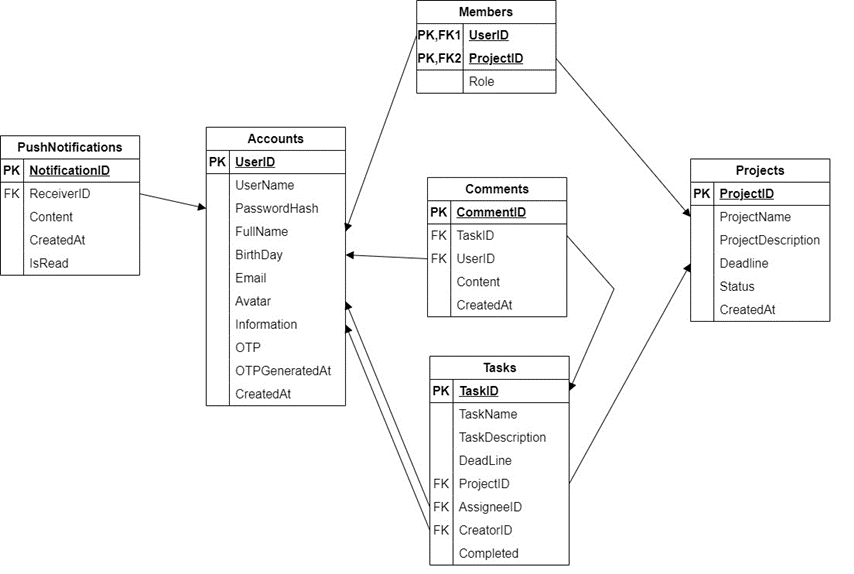 Members
PK,FK1 UserID
PK,FK2 ProjectID
Role
PushNotifications
PK NotificationID
FK ReceiverID
Content
CreatedAt
IsRead
Accounts
PK UserID
UserName
PasswordHash
FullName
BirthDay
Email
Avatar
Information
OTP
OTPGeneratedAt
CreatedAt
Comments
PK CommentID
FK TaskID
FK UserID
Content
CreatedAt
Projects
PK ProjectID
ProjectName
ProjectDescription
Deadline
Status
CreatedAt
Tasks
PK TaskID
TaskName
TaskDescription
DeadLine
FK ProjectID
FK AssigneeID
FK CreatorID
Completed